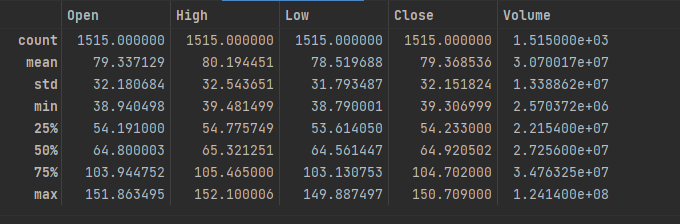 Open High Low Close Volume
count 1515.000000 1515.000000 1515.000000 1515.000000 1.515000e+03
mean 79.337129 80.194451 78.519688 79.368536 3.070017e+07
std 32.180684 32.543651 31.793487 32.151824 1.338862e+07
min 38.940498 39.481499 38.790001 39.306999 2.570372e+06
25% 54.191000 54.775749 53.614050 54.233000 2.215400e+07
50% 64.800003 65.321251 64.561447 64.920502 2.725600e+07
75% 103.944752 105.465000 103.130753 104.702000 3.476325e+07
max 151.863495 152.100006 149.887497 150.709000 1.241400e+08